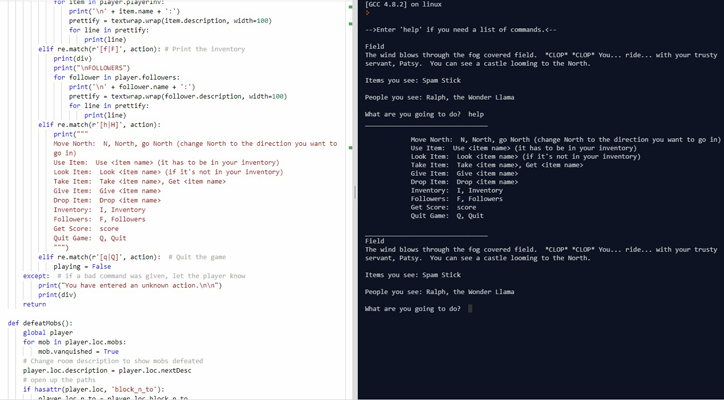 for item in player.playerinv:
print('\n' + item.name + ':')
prettify = textwrap.wrap(item.description, width=100)
for line in prettify:
print(line)
elif re.match(r'[f|F]', action): # Print the inventory
print(div)
print("\nFOLLOWERS")
for follower in player.followers:
print('\n' + follower.name + ':')
prettify = textwrap.wrap(follower.description, width=100)
for line in prettify:
print(line)
elif re.match(r'[h|H]', action):
print("""
Move North:  N, North, go North (change North to the direction you want to
go in)
Use Item:  Use <item name> (it has to be in your inventory)
Look Item:  Look <item name> (if it's not in your inventory)
Take Item:  Take <item name>, Get <item name>
Give Item:  Give <item name>
Drop Item:  Drop <item name>
Inventory:  I, Inventory
Followers:  F, Followers
Get Score:  score
Quit Game:  Q, Quit
""")
elif re.match(r'[q|Q]', action):  # Quit the game
playing = False
except:  # if a bad command was given, let the player know
print("You have entered an unknown action.\n\n")
print(div)
return
def defeatMobs():
global player
for mob in player.loc.mobs:
mob.vanquished = True
# Change room description to show mobs defeated
player.loc.description = player.loc.nextDesc
# open up the paths
if hasattr(player.loc, 'block_n_to'):
player.loc.n_to = player.loc.block_n_to
[GCC 4.8.2] on linux
>
-->Enter 'help' if you need a list of commands.<--
Field
The wind blows through the fog covered field.  *CLOP* *CLOP* You... ride... with your trusty
servant, Patsy.  You can see a castle looming to the North.
Items you see: Spam Stick
People you see: Ralph, the Wonder Llama
What are you going to do?  help
Move North:  N, North, go North (change North to the direction you want to go in)
Use Item:  Use <item name> (it has to be in your inventory)
Look Item:  Look <item name> (if it's not in your inventory)
Take Item:  Take <item name>, Get <item name>
Give Item:  Give <item name>
Drop Item:  Drop <item name>
Inventory:  I, Inventory
Followers:  F, Followers
Get Score:  score
Quit Game:  Q, Quit
Field
The wind blows through the fog covered field.  *CLOP* *CLOP* You... ride... with your trusty
servant, Patsy.  You can see a castle looming to the North.
Items you see: Spam Stick
People you see: Ralph, the Wonder Llama
What are you going to do?